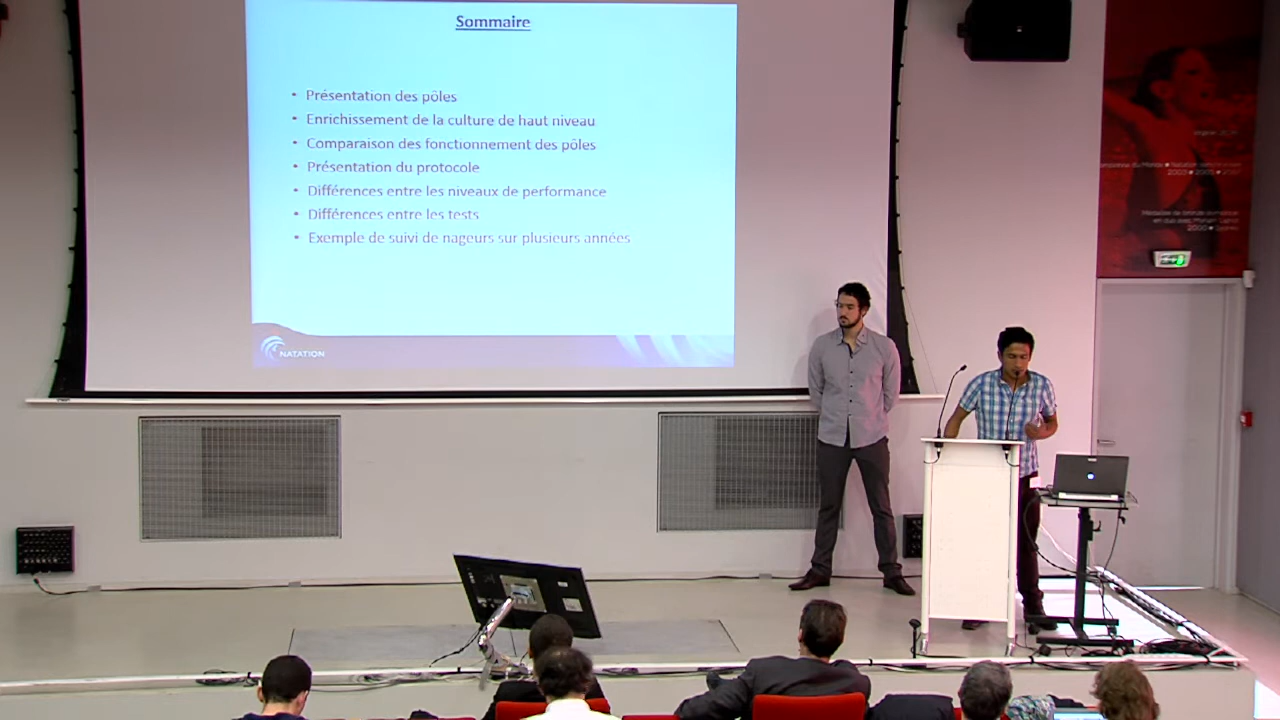 Sommaire
• Présentation des pôles
• Enrichissement de la culture de haut niveau
• Comparaison des fonctionnement des pôles
• Présentation du protocole
• Différences entre les niveaux de performance
• Différences entre les tests
• Exemple de suivi de nageurs sur plusieurs années
NATATION